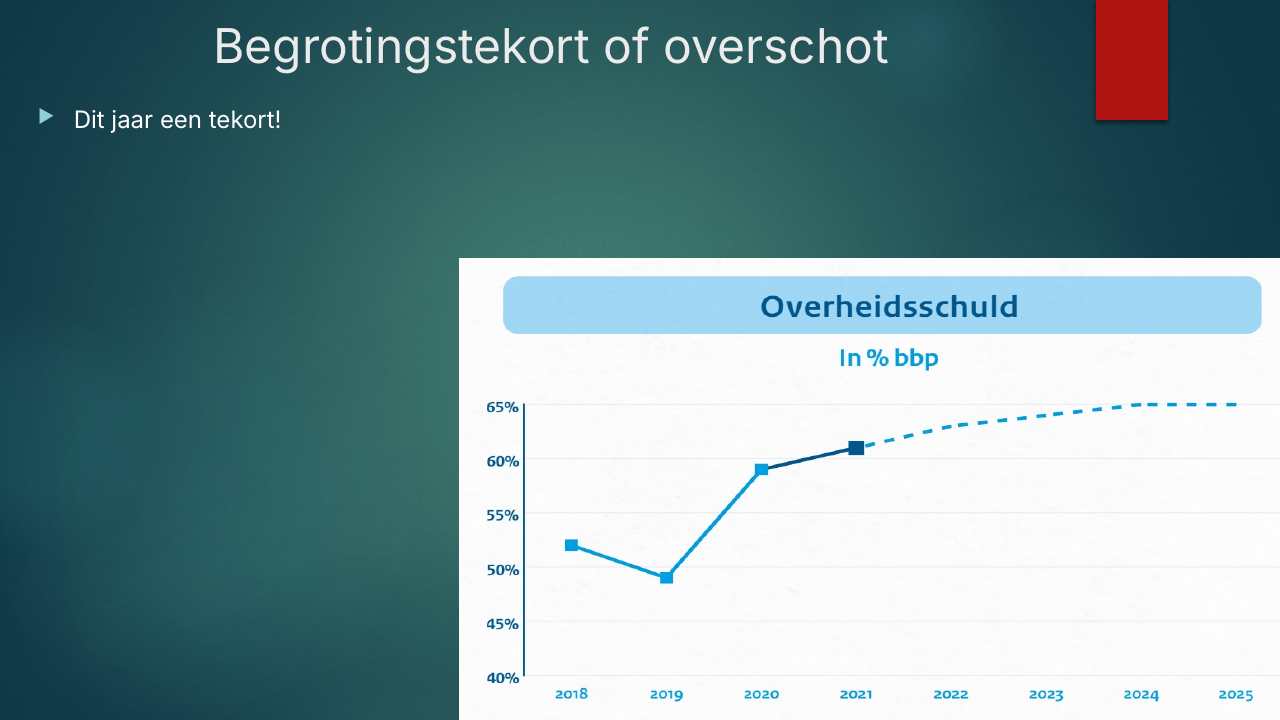 Begrotingstekort of overschot
Dit jaar een tekort!
Overheidsschuld
In % bbp
65%
60%
55%
50%
45%
40%
2018 2019 2020 2021 2022 2023 2024 2025